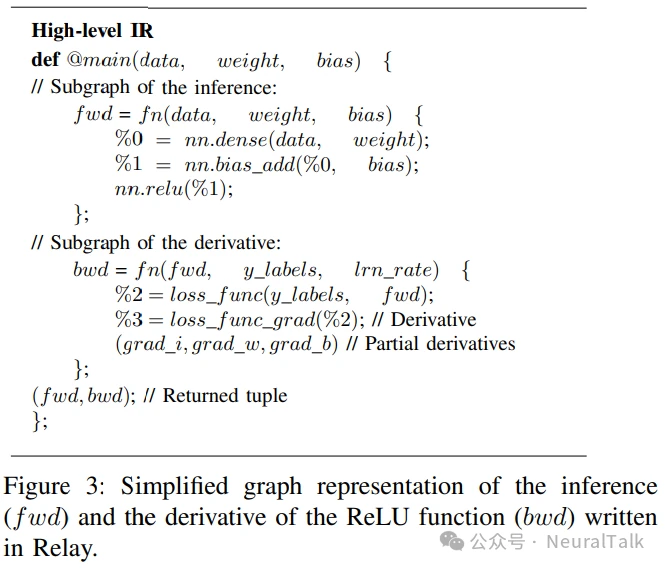 High-level IR
def @main(data, weight, bias) {
// Subgraph of the inference:
fwd = fn(data, weight, bias) {
%0 = nn.dense(data, weight);
%1 = nn.bias_add(%0, bias);
nn.relu(%1);
};
// Subgraph of the derivative:
bwd = fn(fwd, y_labels, lrn_rate) {
%2 = loss_func(y_labels, fwd);
%3 = loss_func_grad(%2); // Derivative
(grad_i, grad_w, grad_b) // Partial derivatives
};
(fwd, bwd); // Returned tuple
};
Figure 3: Simplified graph representation of the inference
(fwd) and the derivative of the ReLU function (bwd) written
in Relay.
公众号 · NeuralTalk